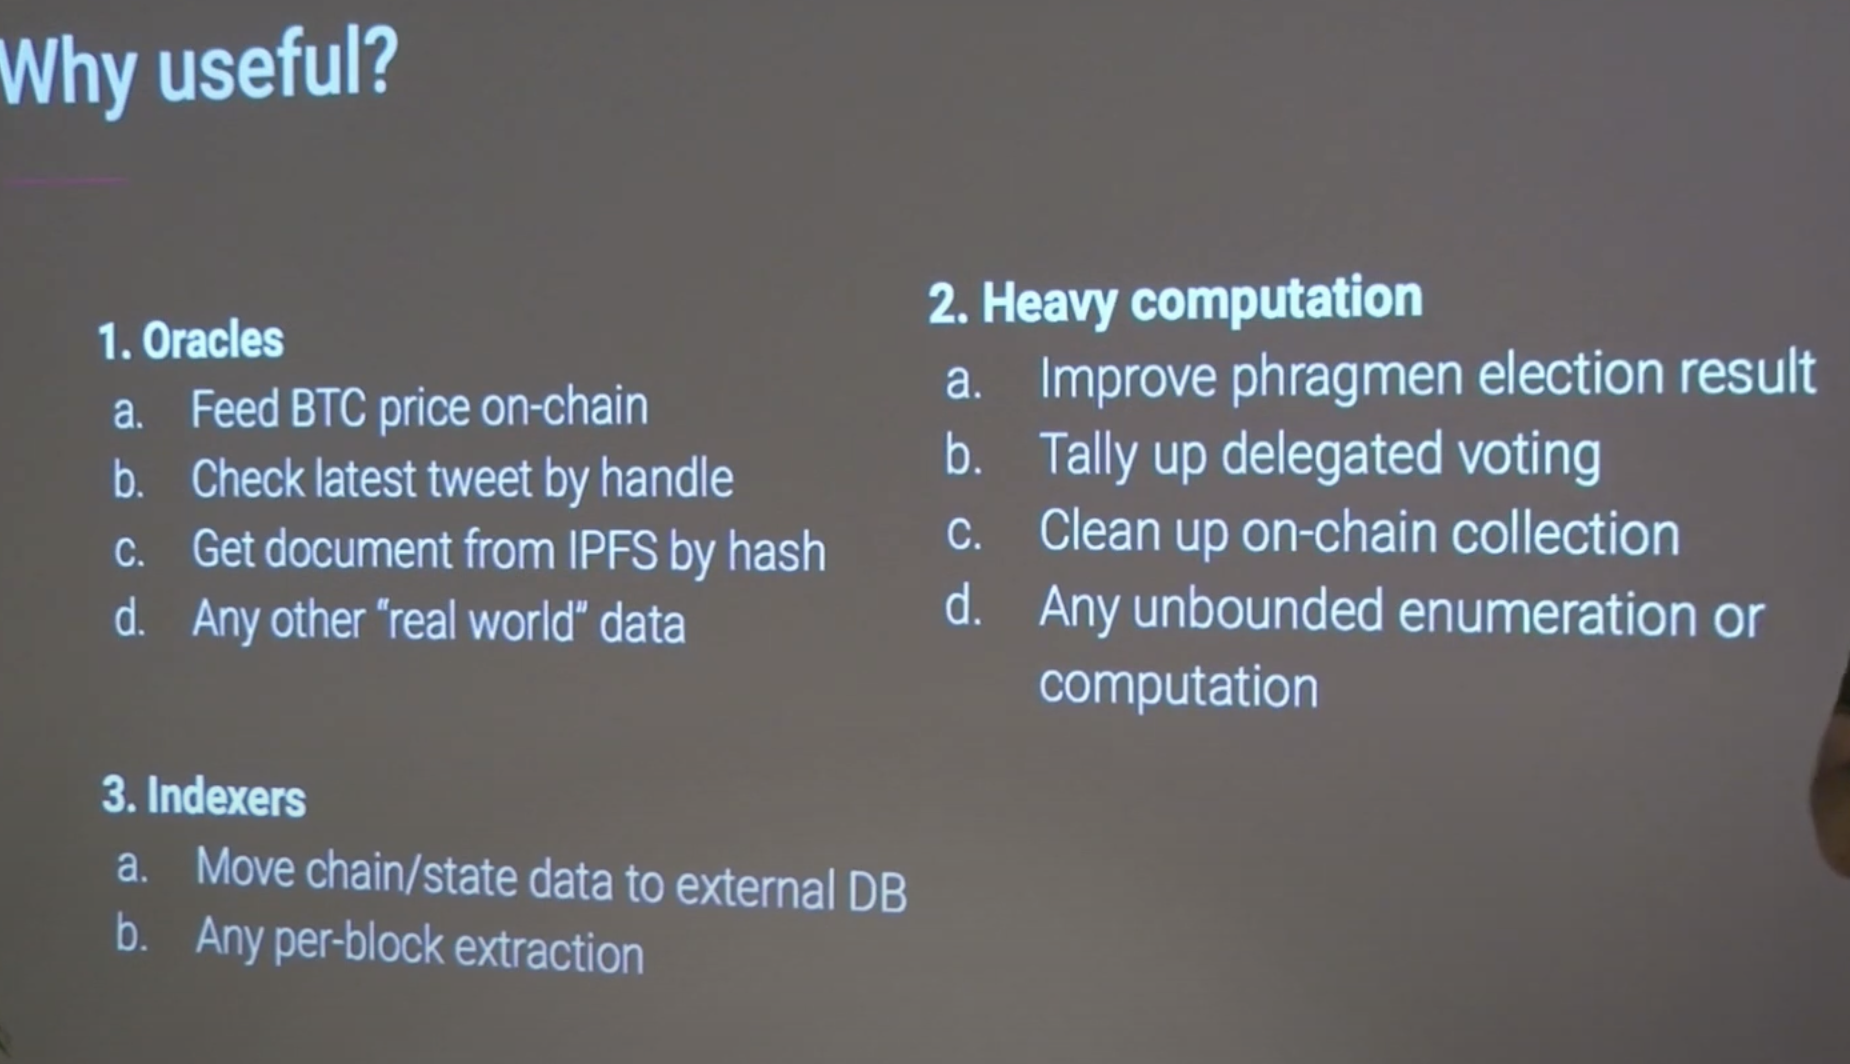 Why useful?
1. Oracles
a. Feed BTC price on-chain
b. Check latest tweet by handle
c. Get document from IPFS by hash
d. Any other “real world” data
2. Heavy computation
a. Improve phragmen election result
b. Tally up delegated voting
c. Clean up on-chain collection
d. Any unbounded enumeration or
computation
3. Indexers
a. Move chain/state data to external DB
b. Any per-block extraction